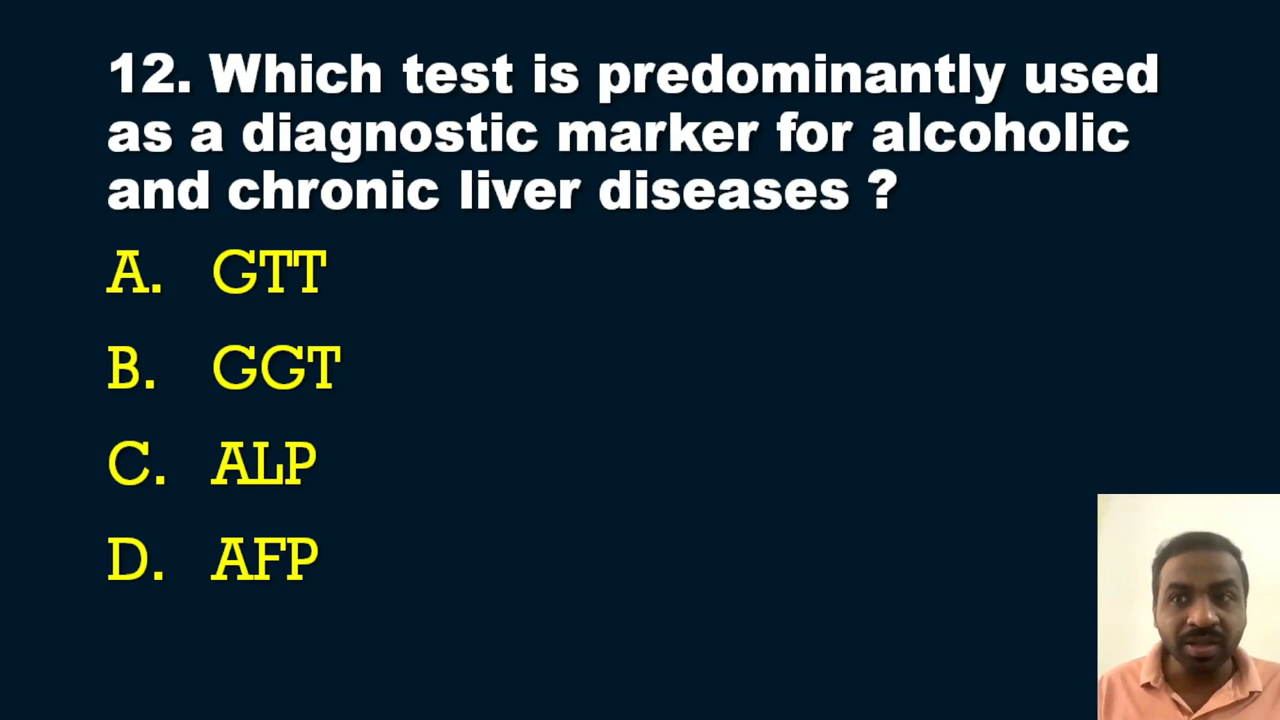 12. Which test is predominantly used
as a diagnostic marker for alcoholic
and chronic liver diseases ?
A. GTT
B. GGT
C. ALP
D. AFP